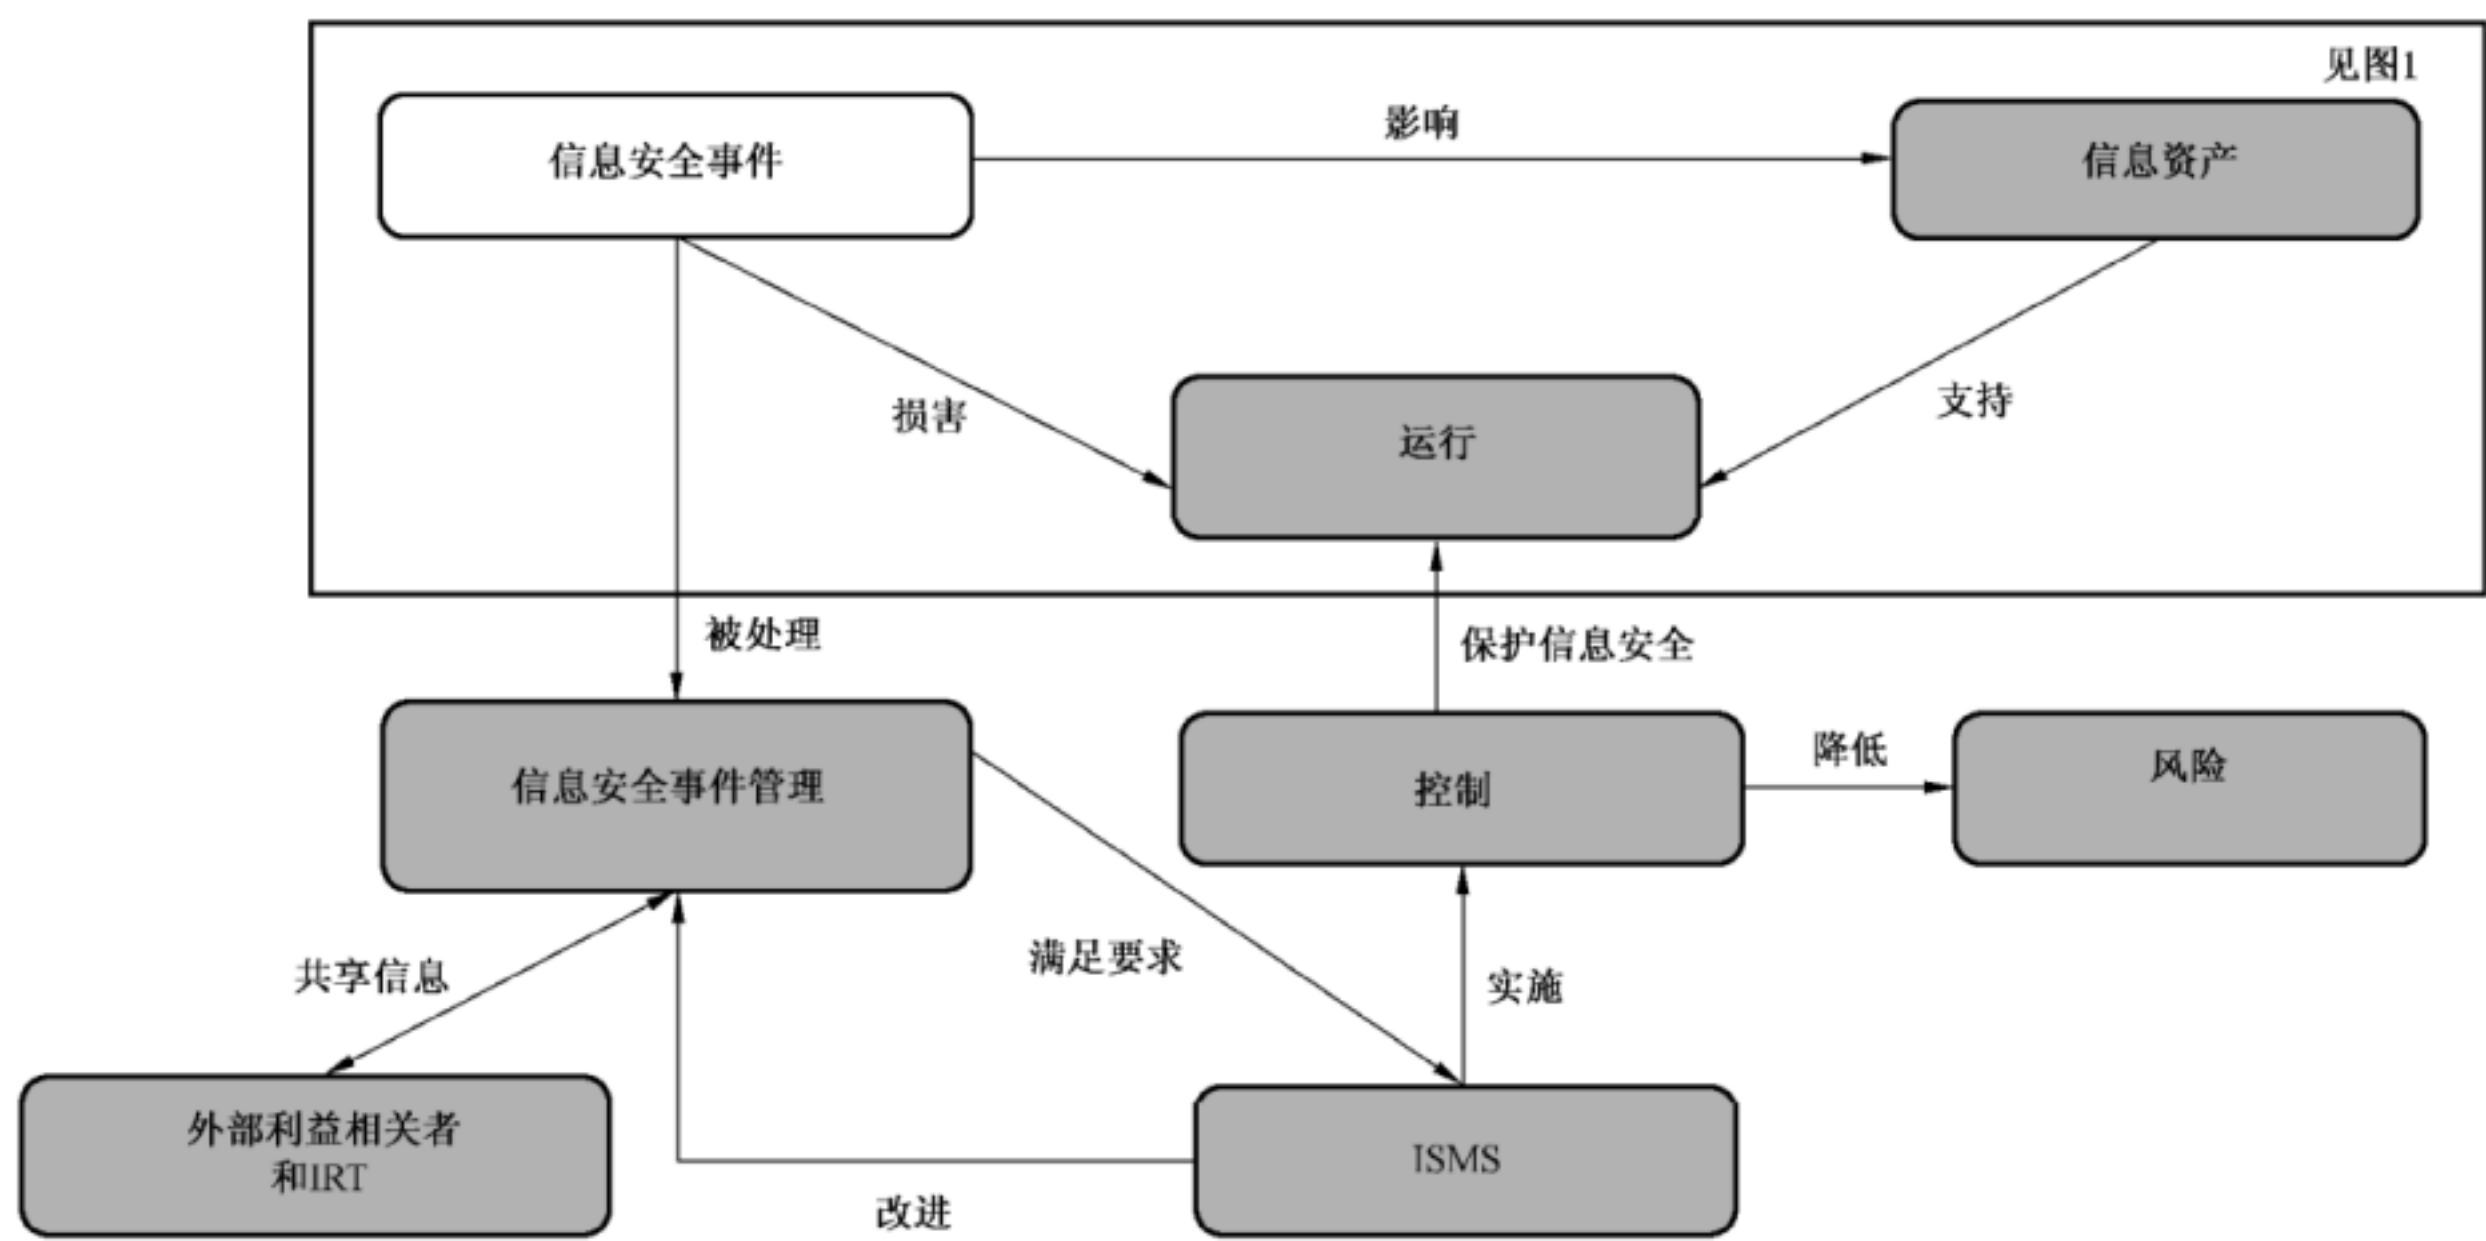 见图1
信息安全事件
影响
信息资产
损害
运行
支持
被处理
保护信息安全
信息安全事件管理
控制
降低
风险
共享信息
满足要求
实施
外部利益相关者
和IRT
ISMS
改进